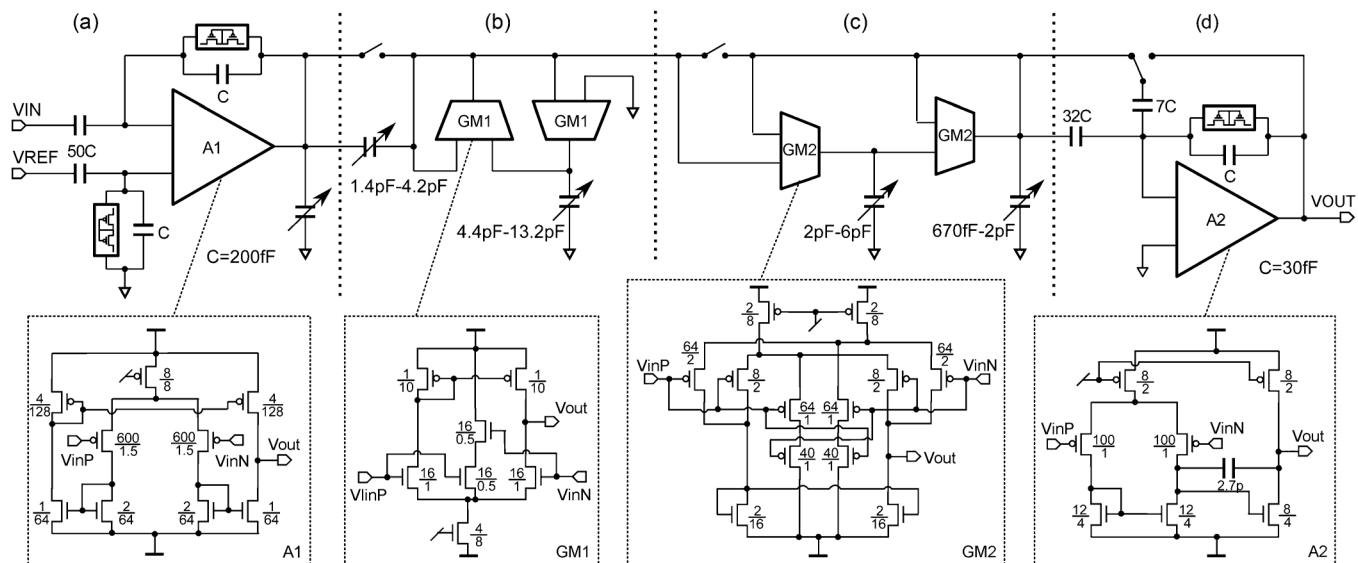 (a)
(b)
(c)
(d)
C
VIN
50C
VREF
A1
C
C=200fF
1.4pF-4.2pF
GM1
GM1
4.4pF-13.2pF
GM2
GM2
2pF-6pF
670fF-2pF
32C
7C
C
A2
VOUT
C=30fF
8
8
4
128
4
128
600
1.5
600
1.5
VinP
VinN
Vout
1
64
2
64
2
64
1
64
A1
1
10
1
10
Vout
16
0.5
VlinP
16
1
16
0.5
16
1
VinN
4
8
GM1
2
8
2
8
64
2
64
2
VinP
8
2
8
2
VinN
64
1
64
1
40
1
40
1
Vout
2
16
2
16
GM2
8
2
8
2
VinP
100
1
100
1
VinN
Vout
2.7p
12
4
12
4
8
4
A2